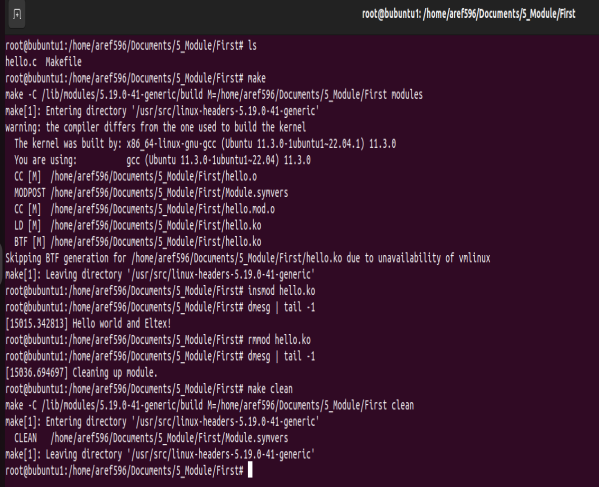 root@bubuntu1: /home/aref596/Documents/5_Module/First
root@bubuntu1:/home/aref596/Documents/5_Module/First# ls
hello.c  Makefile
root@bubuntu1:/home/aref596/Documents/5_Module/First# make
make -C /lib/modules/5.19.0-41-generic/build M=/home/aref596/Documents/5_Module/First modules
make[1]: Entering directory '/usr/src/linux-headers-5.19.0-41-generic'
warning: the compiler differs from the one used to build the kernel
  The kernel was built by: x86_64-linux-gnu-gcc (Ubuntu 11.3.0-1ubuntu1~22.04.1) 11.3.0
  You are using:           gcc (Ubuntu 11.3.0-1ubuntu1~22.04) 11.3.0
  CC [M]  /home/aref596/Documents/5_Module/First/hello.o
  MODPOST /home/aref596/Documents/5_Module/First/Module.symvers
  CC [M]  /home/aref596/Documents/5_Module/First/hello.mod.o
  LD [M]  /home/aref596/Documents/5_Module/First/hello.ko
  BTF [M] /home/aref596/Documents/5_Module/First/hello.ko
Skipping BTF generation for /home/aref596/Documents/5_Module/First/hello.ko due to unavailability of vmlinux
make[1]: Leaving directory '/usr/src/linux-headers-5.19.0-41-generic'
root@bubuntu1:/home/aref596/Documents/5_Module/First# insmod hello.ko
root@bubuntu1:/home/aref596/Documents/5_Module/First# dmesg | tail -1
[15015.342813] Hello world and Eltex!
root@bubuntu1:/home/aref596/Documents/5_Module/First# rmmod hello.ko
root@bubuntu1:/home/aref596/Documents/5_Module/First# dmesg | tail -1
[15036.694697] Cleaning up module.
root@bubuntu1:/home/aref596/Documents/5_Module/First# make clean
make -C /lib/modules/5.19.0-41-generic/build M=/home/aref596/Documents/5_Module/First clean
make[1]: Entering directory '/usr/src/linux-headers-5.19.0-41-generic'
  CLEAN   /home/aref596/Documents/5_Module/First/Module.symvers
make[1]: Leaving directory '/usr/src/linux-headers-5.19.0-41-generic'
root@bubuntu1:/home/aref596/Documents/5_Module/First#